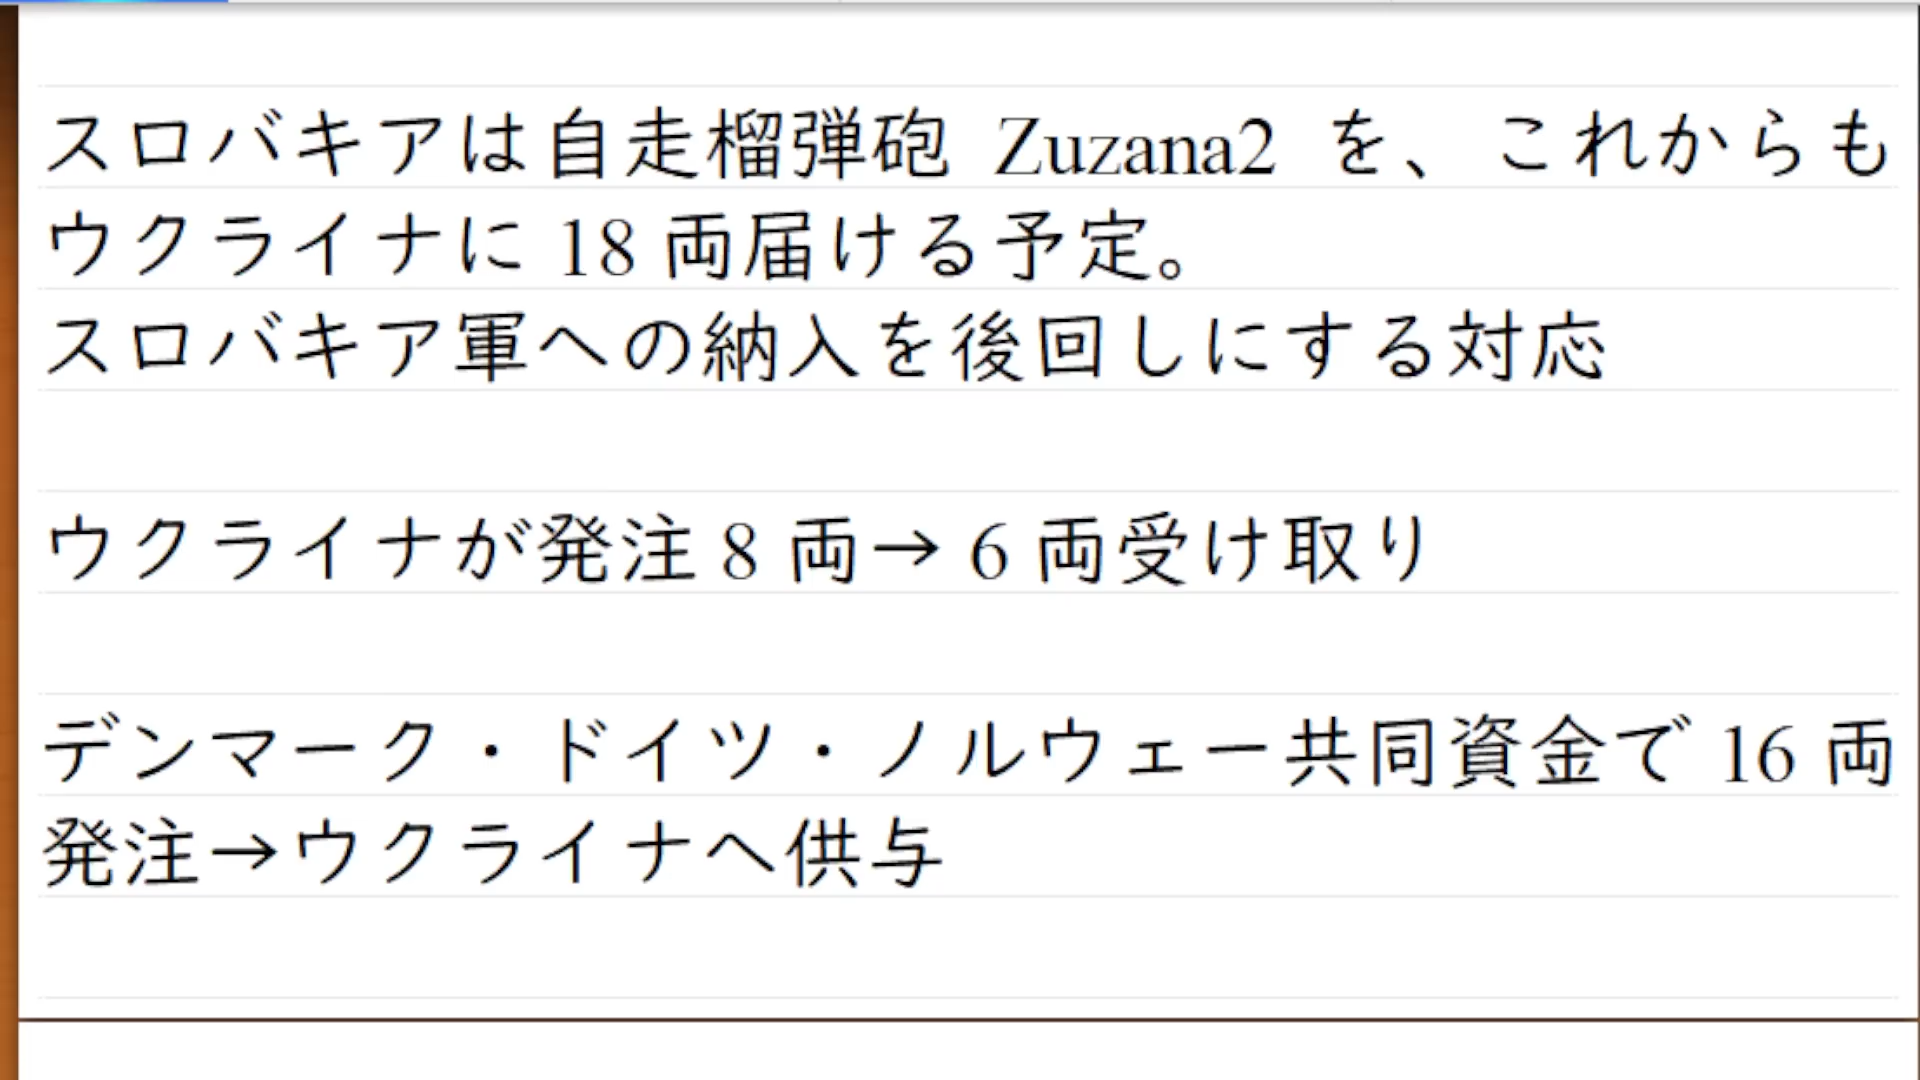 スロバキアは自走榴弾砲 Zuzana2 を、これからも
ウクライナに 18 両届ける予定。
スロバキア軍への納入を後回しにする対応
ウクライナが発注 8 両→ 6 両受け取り
デンマーク・ドイツ・ノルウェー共同資金で 16 両
発注→ウクライナへ供与